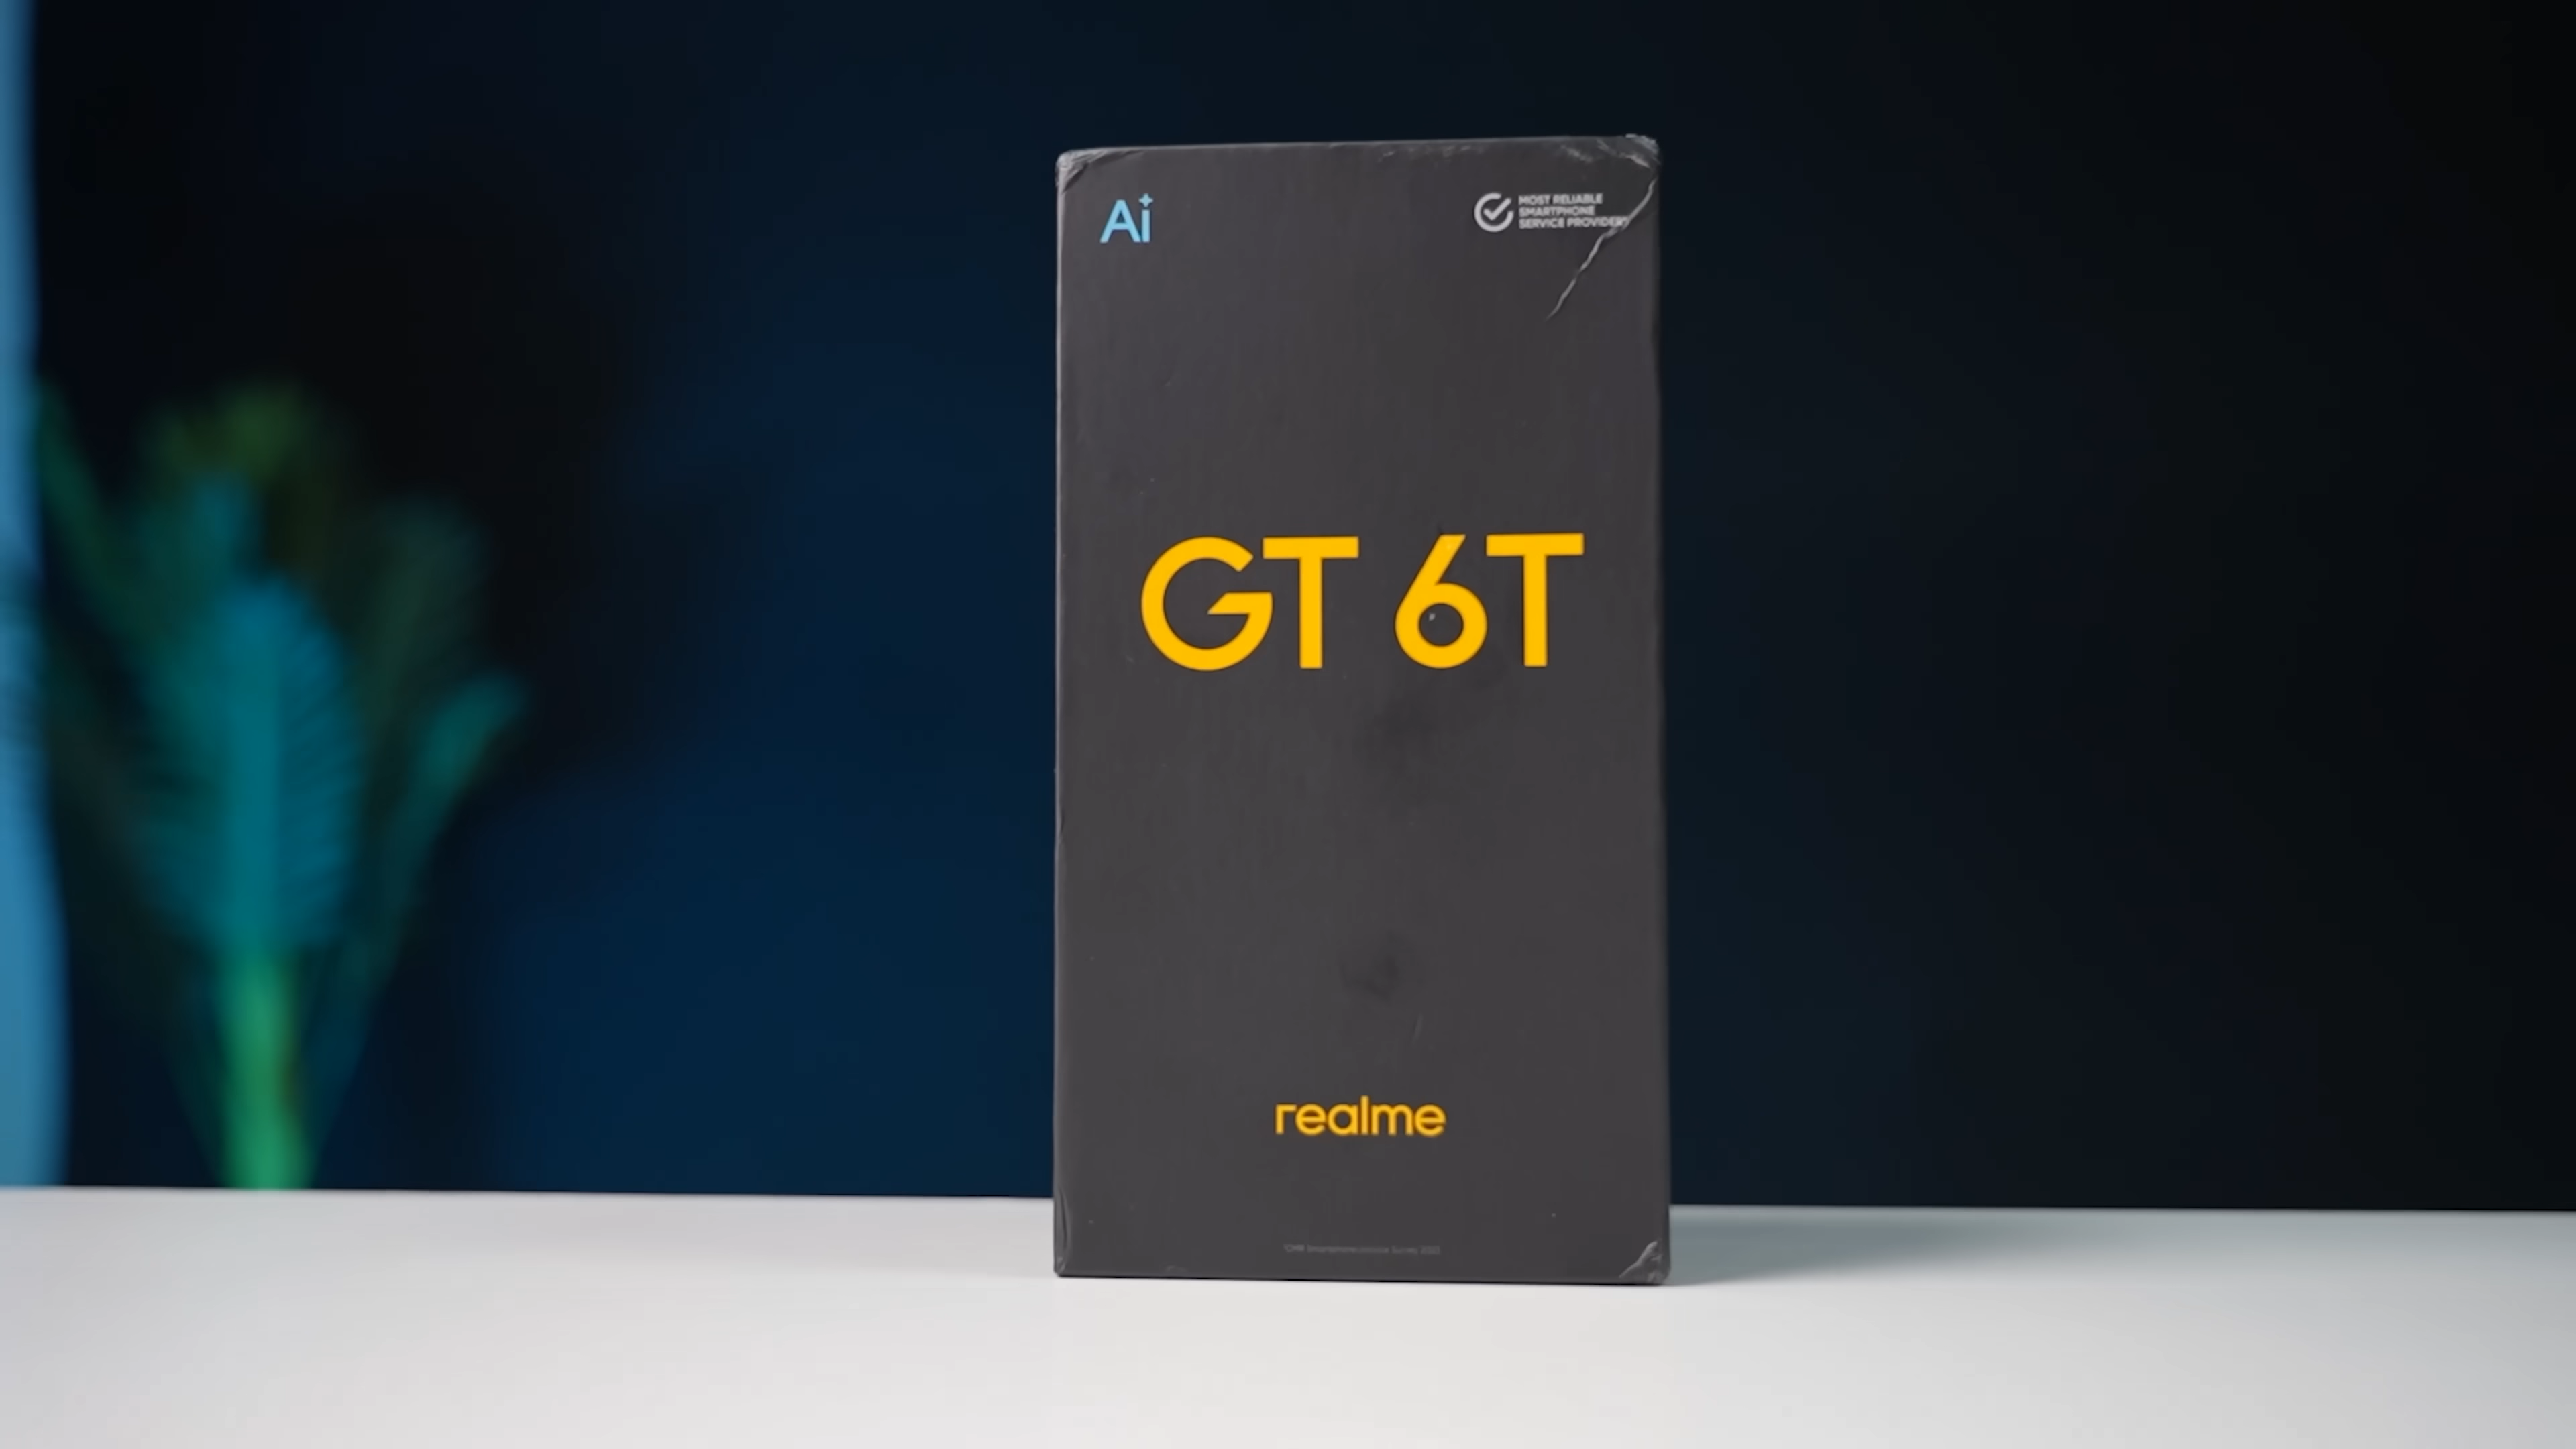 Ai
MOST RELIABLE
SMARTPHONE
SERVICE PROVIDER
GT 6T
realme